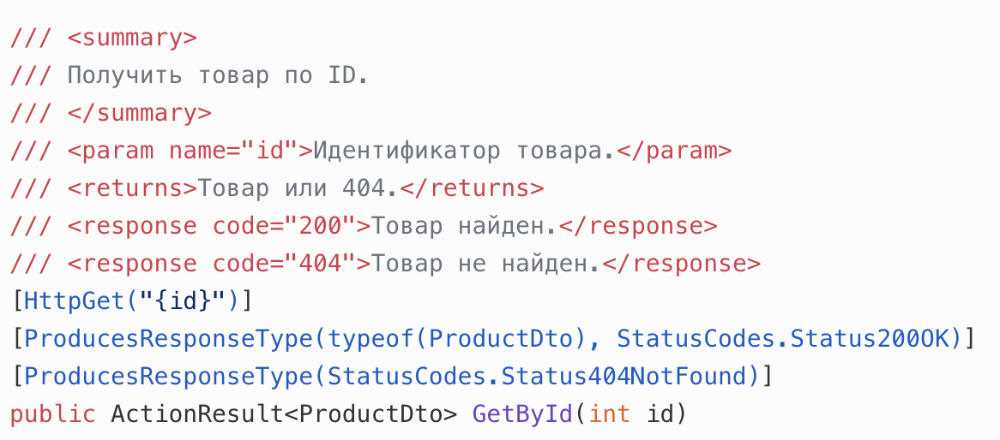 /// <summary>
/// Получить товар по ID.
/// </summary>
/// <param name="id">Идентификатор товара.</param>
/// <returns>Товар или 404.</returns>
/// <response code="200">Товар найден.</response>
/// <response code="404">Товар не найден.</response>
[HttpGet("{id}")]
[ProducesResponseType(typeof(ProductDto), StatusCodes.Status200OK)]
[ProducesResponseType(StatusCodes.Status404NotFound)]
public ActionResult<ProductDto> GetById(int id)